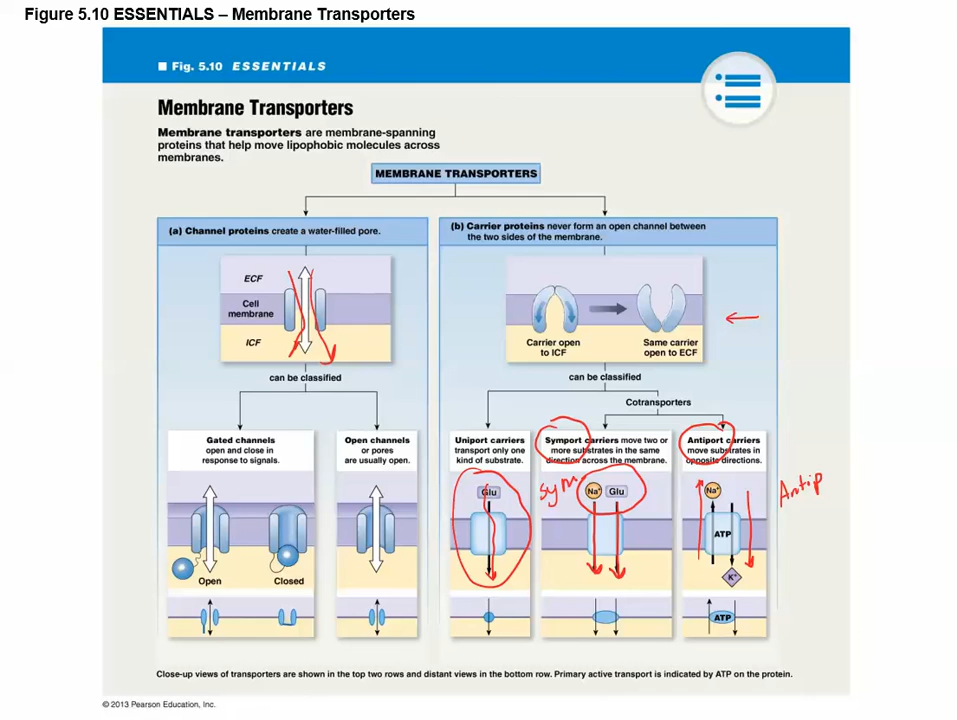 Figure 5.10 ESSENTIALS – Membrane Transporters
Fig. 5.10 ESSENTIALS
Membrane Transporters
Membrane transporters are membrane-spanning
proteins that help move lipophobic molecules across
membranes.
MEMBRANE TRANSPORTERS
(a) Channel proteins create a water-filled pore.
(b) Carrier proteins never form an open channel between
the two sides of the membrane.
ECF
Cell
membrane
ICF
Carrier open
to ICF
Same carrier
open to ECF
can be classified
can be classified
Cotransporters
Gated channels
open and close in
response to signals.
Open channels
or pores
are usually open.
Uniport carriers
transport only one
kind of substrate.
Symport carriers move two or
more substrates in the same
direction across the membrane.
Antiport carriers
move substrates in
opposite directions.
Glu
Sym
Na+
Glu
Na+
Antip
ATP
K+
Open
Closed
ATP
Close-up views of transporters are shown in the top two rows and distant views in the bottom row. Primary active transport is indicated by ATP on the protein.
© 2013 Pearson Education, Inc.